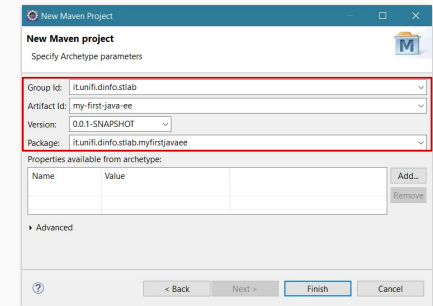 New Maven Project
New Maven project
Specify Archetype parameters
M
Group Id: it.unifi.dinfo.stlab
Artifact Id: my-first-java-ee
Version: 0.0.1-SNAPSHOT
Package: it.unifi.dinfo.stlab.myfirstjavaee
Properties available from archetype:
Name Value
Add...
Remove
Advanced
? < Back Next > Finish Cancel